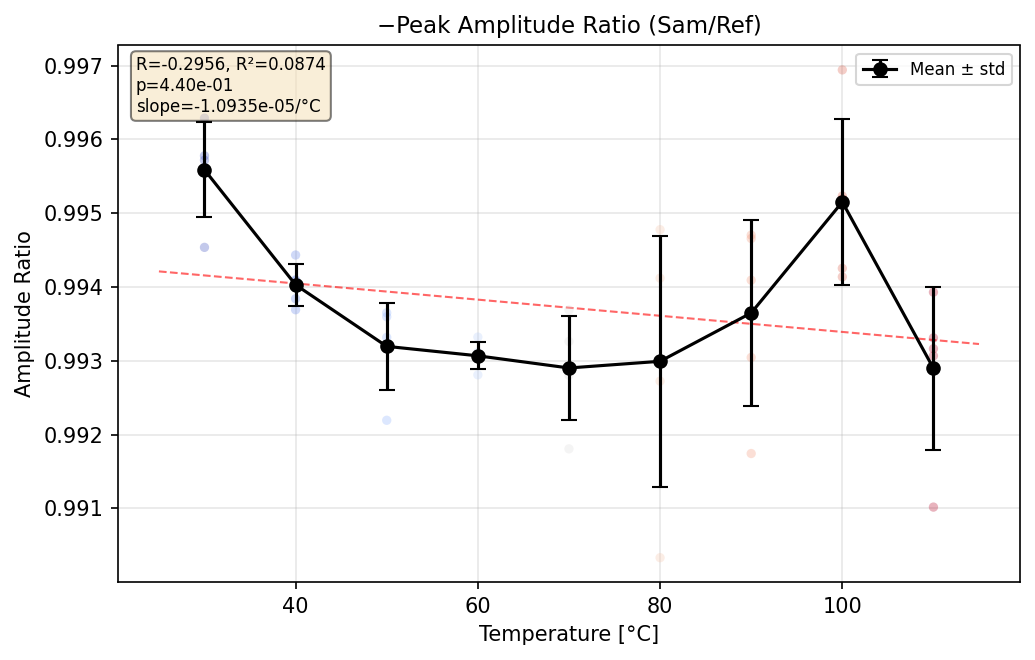 −Peak Amplitude Ratio (Sam/Ref)
R=-0.2956, R²=0.0874
p=4.40e-01
slope=-1.0935e-05/°C
Mean ± std
Amplitude Ratio
0.997
0.996
0.995
0.994
0.993
0.992
0.991
40
60
80
100
Temperature [°C]